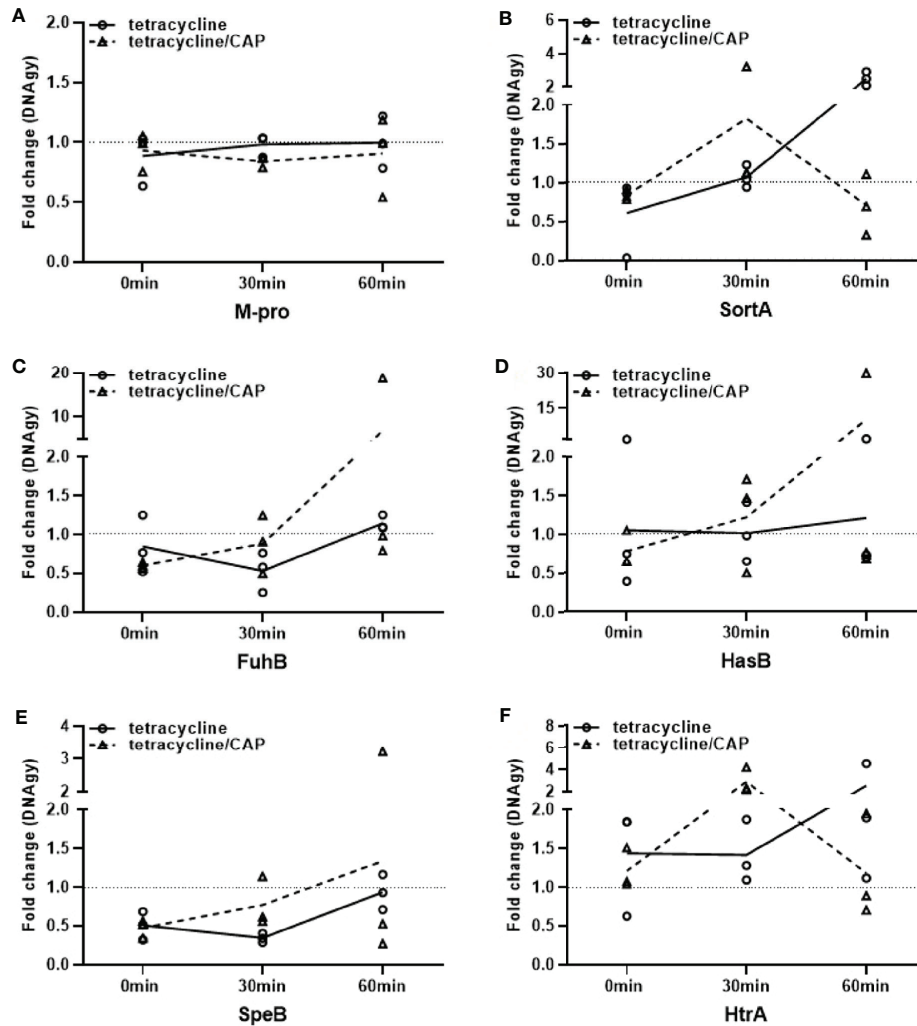 A
tetracycline
tetracycline/CAP
Fold change (DNAgy)
2.0
1.5
1.0
0.5
0.0
0min 30min 60min
M-pro
B
tetracycline
tetracycline/CAP
Fold change (DNAgy)
6
4
2
2.0
1.5
1.0
0.5
0.0
0min 30min 60min
SortA
C
tetracycline
tetracycline/CAP
Fold change (DNAgy)
20
10
2.0
1.5
1.0
0.5
0.0
0min 30min 60min
FuhB
D
tetracycline
tetracycline/CAP
Fold change (DNAgy)
30
15
2.0
1.5
1.0
0.5
0.0
0min 30min 60min
HasB
E
tetracycline
tetracycline/CAP
Fold change (DNAgy)
4
3
2
2.0
1.5
1.0
0.5
0.0
0min 30min 60min
SpeB
F
tetracycline
tetracycline/CAP
Fold change (DNAgy)
8
6
4
2
2.0
1.5
1.0
0.5
0.0
0min 30min 60min
HtrA